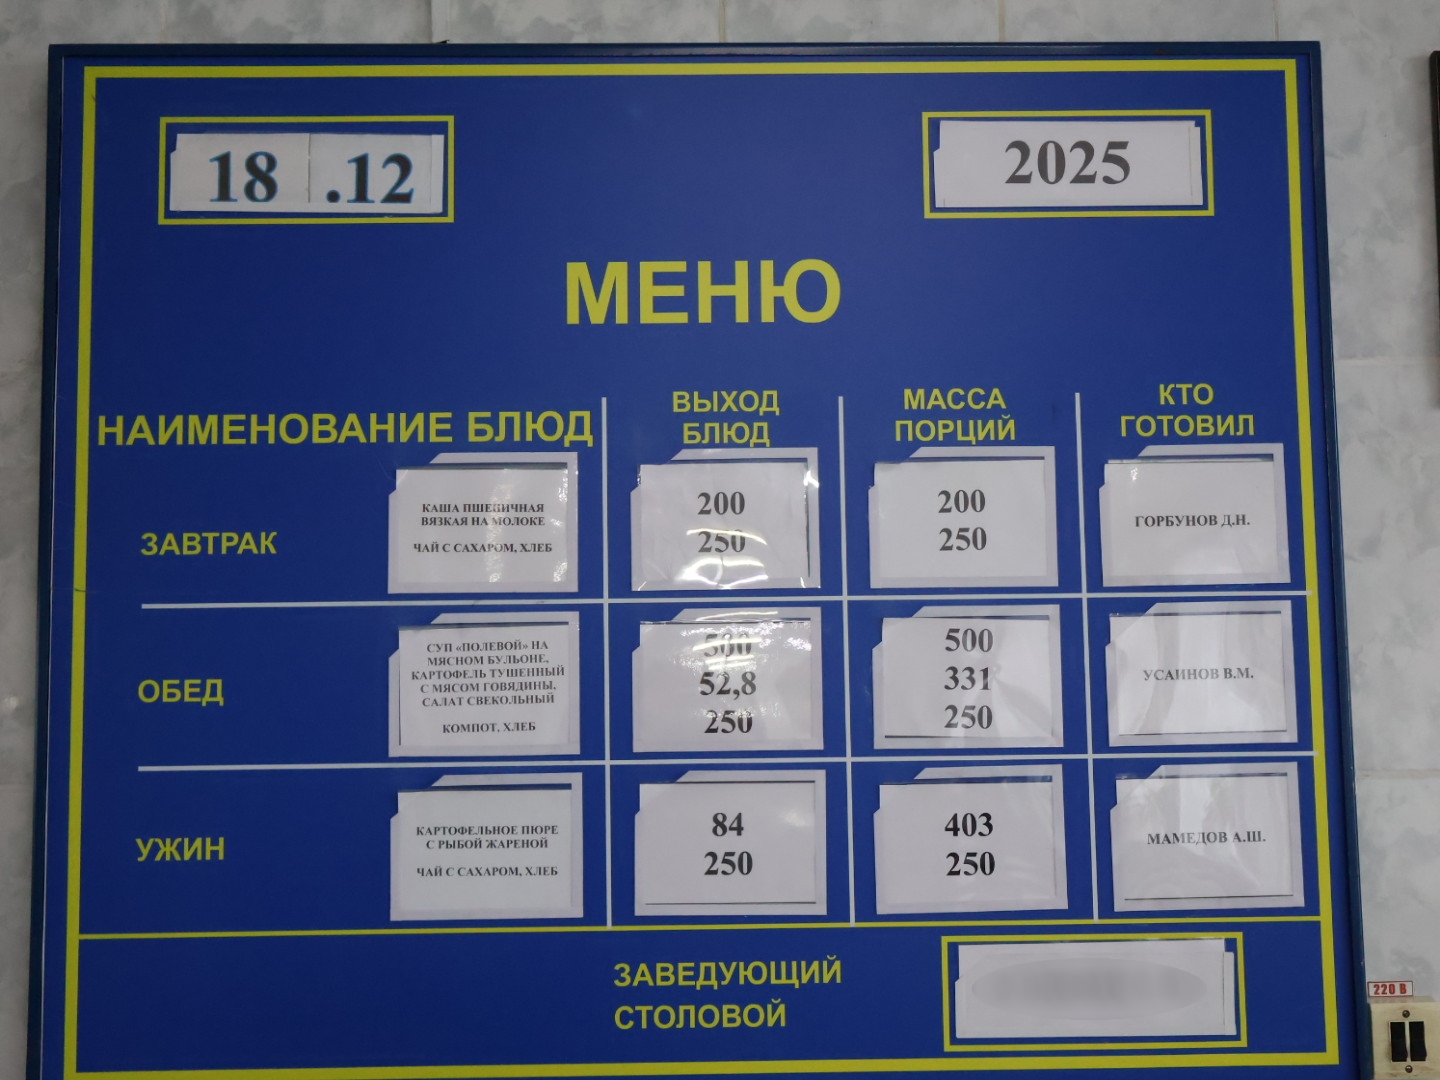 18 .12
2025
МЕНЮ
НАИМЕНОВАНИЕ БЛЮД
ВЫХОД
БЛЮД
МАССА
ПОРЦИЙ
КТО
ГОТОВИЛ
ЗАВТРАК
КАША ПШЕНИЧНАЯ
ВЯЗКАЯ НА МОЛОКЕ
ЧАЙ С САХАРОМ, ХЛЕБ
200
250
200
250
ГОРБУНОВ Д.Н.
ОБЕД
СУП «ПОЛЕВОЙ» НА
МЯСНОМ БУЛЬОНЕ,
КАРТОФЕЛЬ ТУШЕННЫЙ
С МЯСОМ ГОВЯДИНЫ,
САЛАТ СВЕКОЛЬНЫЙ
КОМПОТ, ХЛЕБ
500
52,8
250
500
331
250
УСАИНОВ В.М.
УЖИН
КАРТОФЕЛЬНОЕ ПЮРЕ
С РЫБОЙ ЖАРЕНОЙ
ЧАЙ С САХАРОМ, ХЛЕБ
84
250
403
250
МАМЕДОВ А.Ш.
ЗАВЕДУЮЩИЙ
СТОЛОВОЙ
220 В